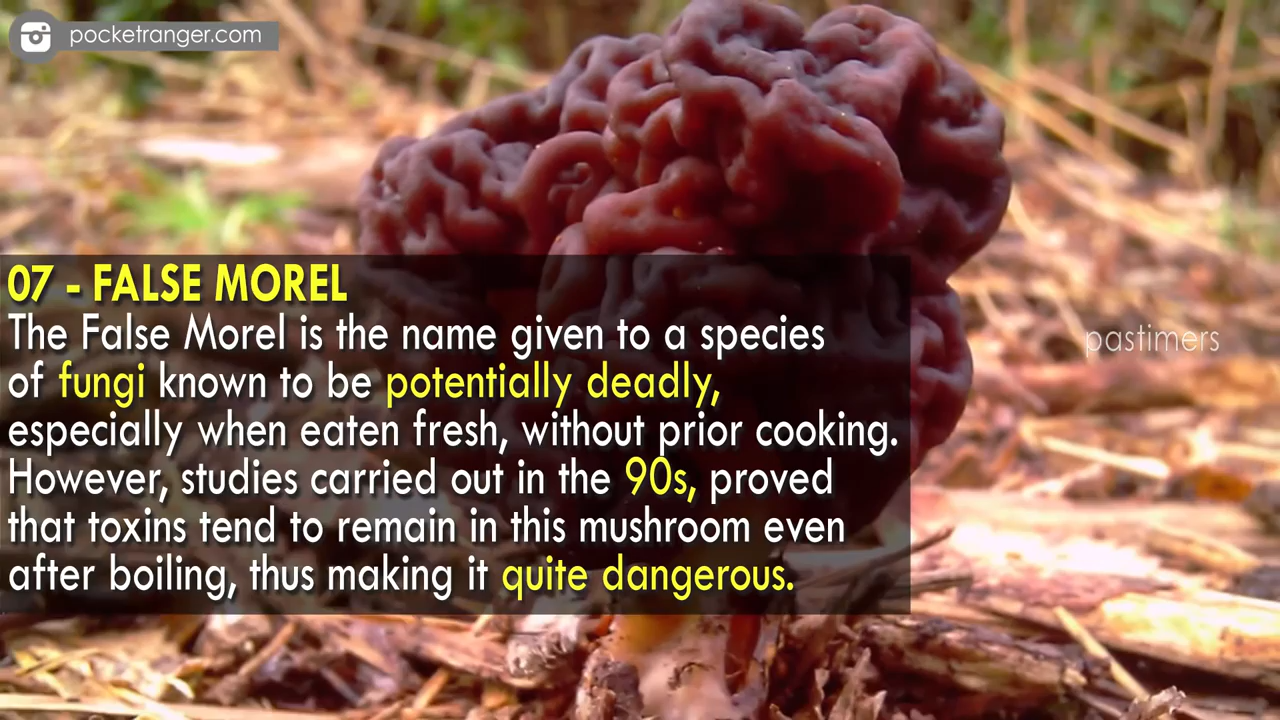 pocketranger.com
07 - FALSE MOREL
The False Morel is the name given to a species
of fungi known to be potentially deadly,
especially when eaten fresh, without prior cooking.
However, studies carried out in the 90s, proved
that toxins tend to remain in this mushroom even
after boiling, thus making it quite dangerous.
pastimers